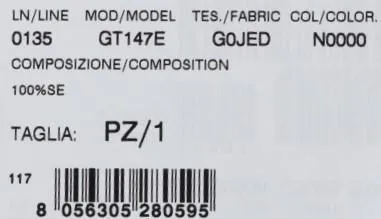 LN/LINE MOD/MODEL TES./FABRIC COL/COLOR.
0135 GT147E G0JED N0000
COMPOSIZIONE/COMPOSITION
100%SE
TAGLIA: PZ/1
117
8 056305 280595